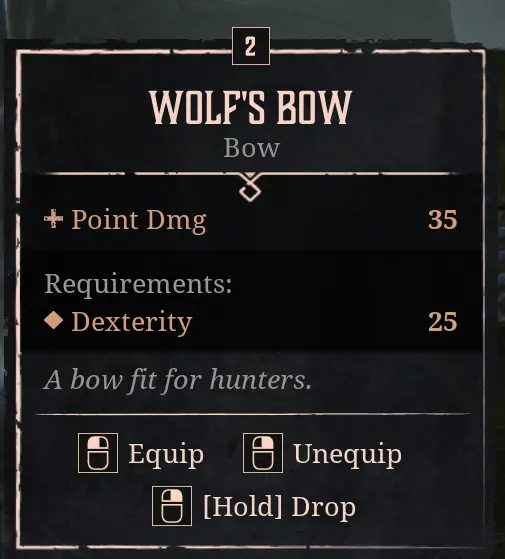 2
WOLF'S BOW
Bow
Point Dmg 35
Requirements:
Dexterity 25
A bow fit for hunters.
Equip Unequip
[Hold] Drop